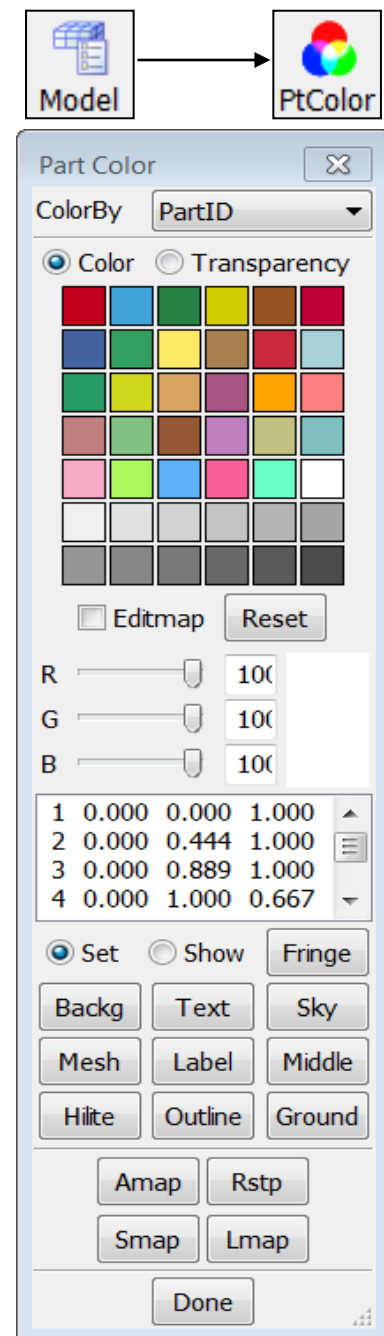 Model PtColor
Part Color
ColorBy PartID
Color Transparency
Editmap Reset
R 100
G 100
B 100
1 0.000 0.000 1.000
2 0.000 0.444 1.000
3 0.000 0.889 1.000
4 0.000 1.000 0.667
Set Show Fringe
Backg Text Sky
Mesh Label Middle
Hilite Outline Ground
Amap Rstp
Smap Lmap
Done